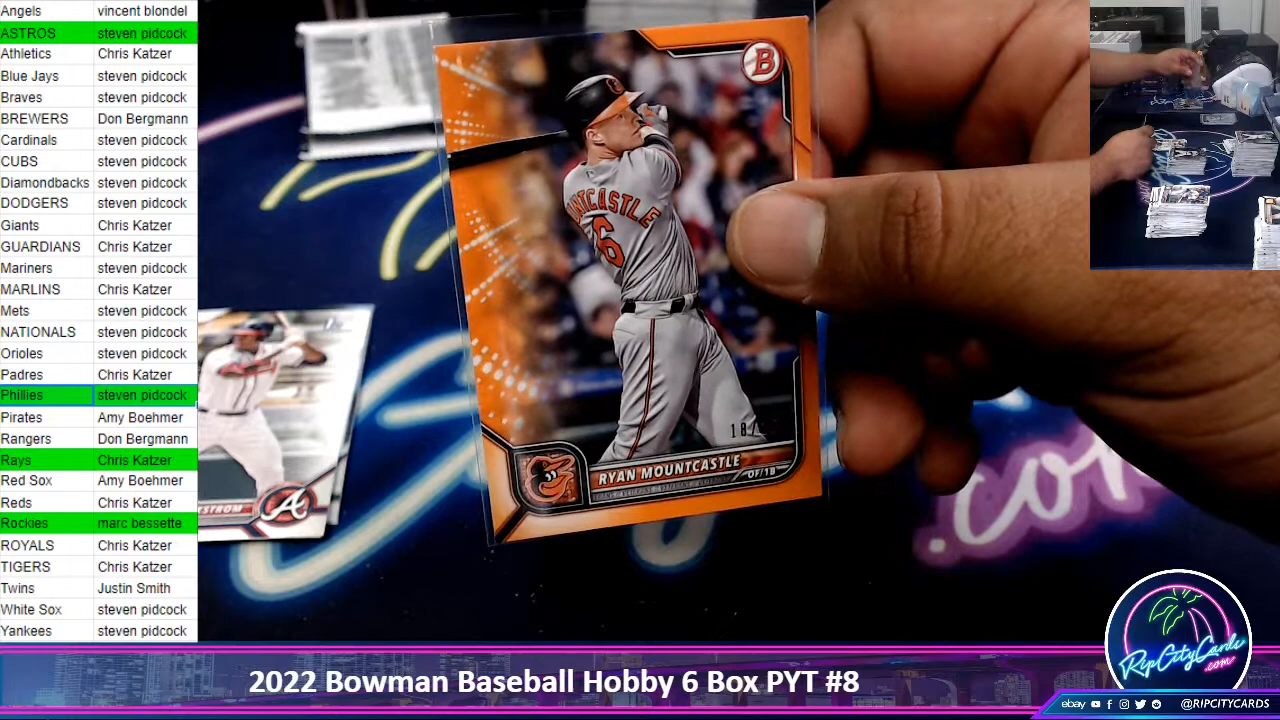 Angels vincent blondel
ASTROS steven pidcock
Athletics Chris Katzer
Blue Jays steven pidcock
Braves steven pidcock
BREWERS Don Bergmann
Cardinals steven pidcock
CUBS steven pidcock
Diamondbacks steven pidcock
DODGERS steven pidcock
Giants Chris Katzer
GUARDIANS Chris Katzer
Mariners steven pidcock
MARLINS Chris Katzer
Mets steven pidcock
NATIONALS steven pidcock
Orioles steven pidcock
Padres Chris Katzer
Phillies steven pidcock
Pirates Amy Boehmer
Rangers Don Bergmann
Rays Chris Katzer
Red Sox Amy Boehmer
Reds Chris Katzer
Rockies marc bessette
ROYALS Chris Katzer
TIGERS Chris Katzer
Twins Justin Smith
White Sox steven pidcock
Yankees steven pidcock
B
UNTCASTLE
6
18/
RYAN MOUNTCASTLE
OF/1B
STROM
A
.com
RipCityCards
.com
2022 Bowman Baseball Hobby 6 Box PYT #8
ebay @RIPCITYCARDS